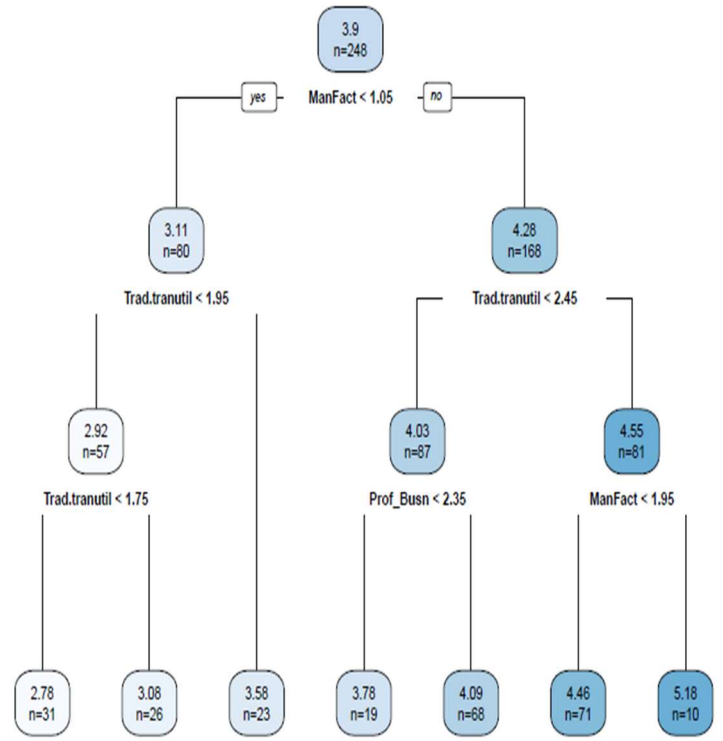 3.9
n=248
yes
ManFact < 1.05
no
3.11
n=80
4.28
n=168
Trad.tranutil < 1.95
Trad.tranutil < 2.45
2.92
n=57
4.03
n=87
4.55
n=81
Trad.tranutil < 1.75
Prof_Busn < 2.35
ManFact < 1.95
2.78
n=31
3.08
n=26
3.58
n=23
3.78
n=19
4.09
n=68
4.46
n=71
5.18
n=10